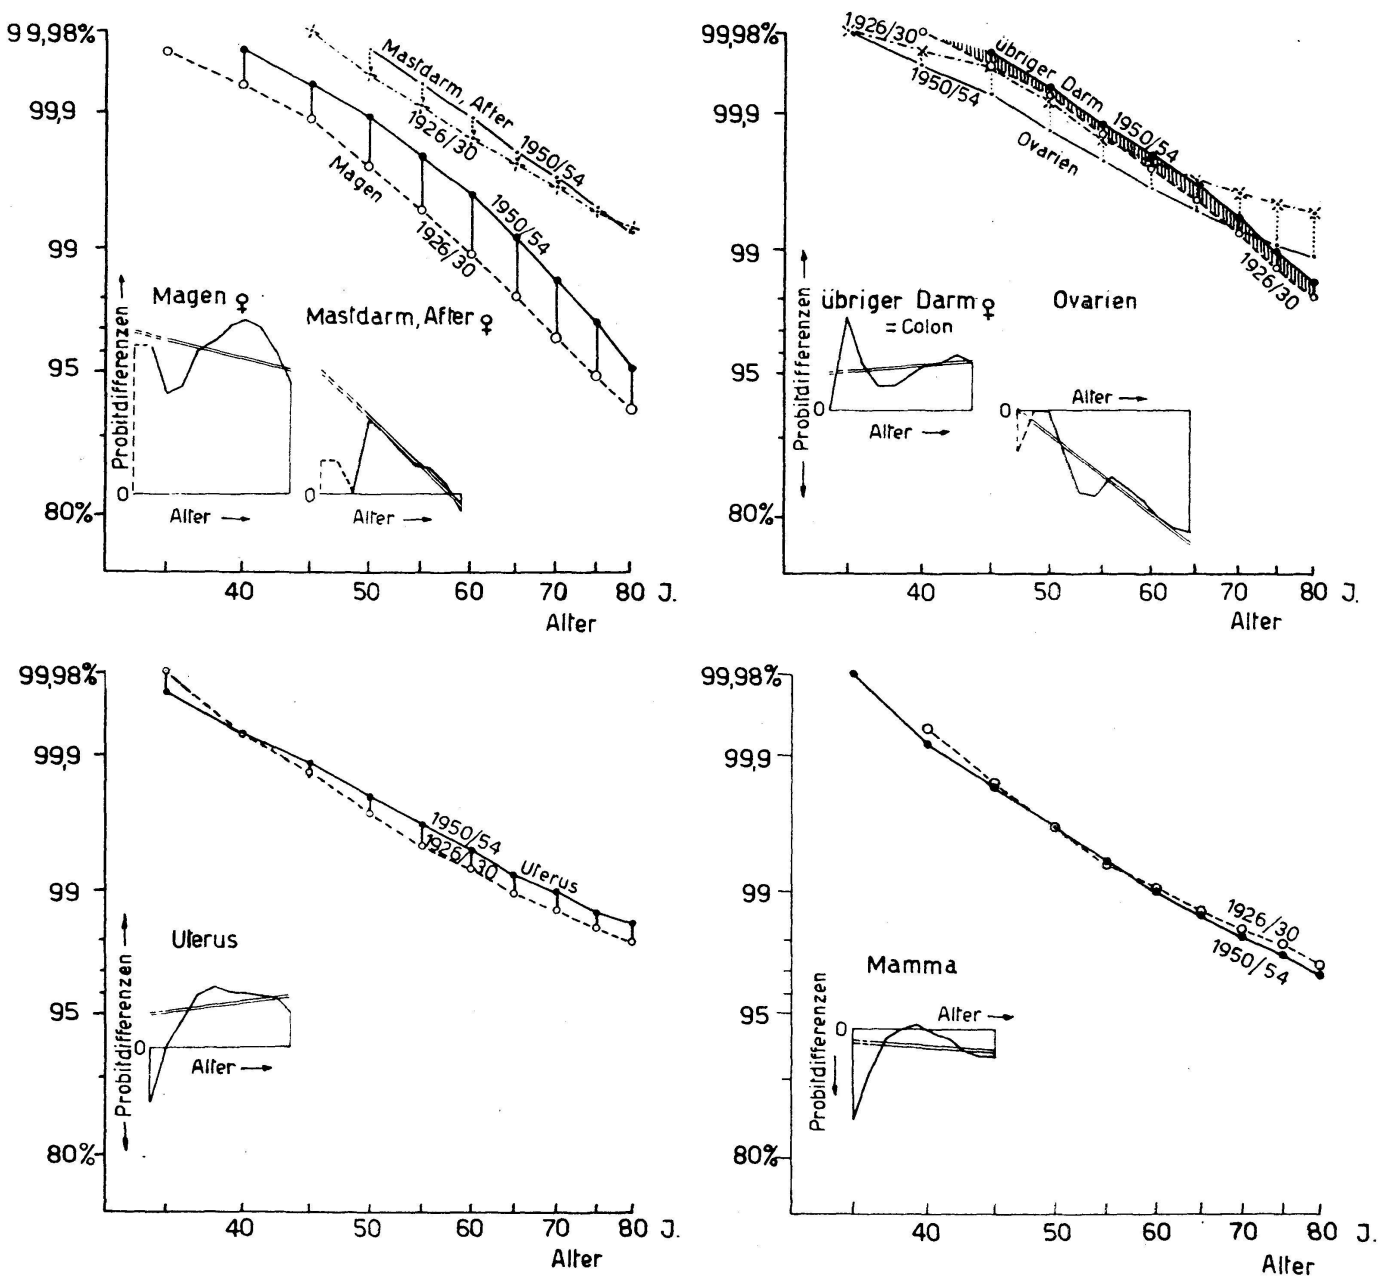 99,98%
99,9
99
95
80%
Mastdarm, After
1926/30
1950/54
Magen
1950/54
1926/30
Probitdifferenzen
Magen ♀
0
Alter
Mastdarm, After ♀
0
Alter
40 50 60 70 80 J.
Alter
99,98%
99,9
99
95
80%
1926/30
1950/54
übriger Darm
1950/54
Ovarien
1926/30
Probitdifferenzen
übriger Darm ♀
= Colon
0
Alter
Ovarien
Alter
0
40 50 60 70 80 J.
Alter
99,98%
99,9
99
95
80%
1950/54
1926/30
Uterus
Probitdifferenzen
Uterus
0
Alter
40 50 60 70 80 J.
Alter
99,98%
99,9
99
95
80%
1926/30
1950/54
Probitdifferenzen
Mamma
Alter
0
40 50 60 70 80 J.
Alter